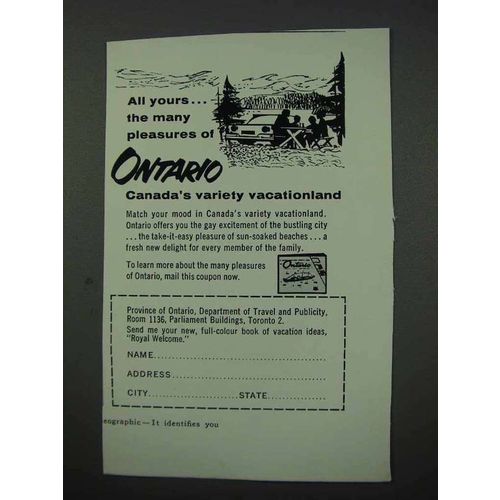 All yours...
the many
pleasures of
ONTARIO
Canada's variety vacationland
Match your mood in Canada's variety vacationland.
Ontario offers you the gay excitement of the bustling city
...the take-it-easy pleasure of sun-soaked beaches...a
fresh new delight for every member of the family.
To learn more about the many pleasures
of Ontario, mail this coupon now.
Ontario
Province of Ontario, Department of Travel and Publicity,
Room 1136, Parliament Buildings, Toronto 2.
Send me your new, full-colour book of vacation ideas,
"Royal Welcome."
NAME
ADDRESS
CITY STATE
eographic—It identifies you